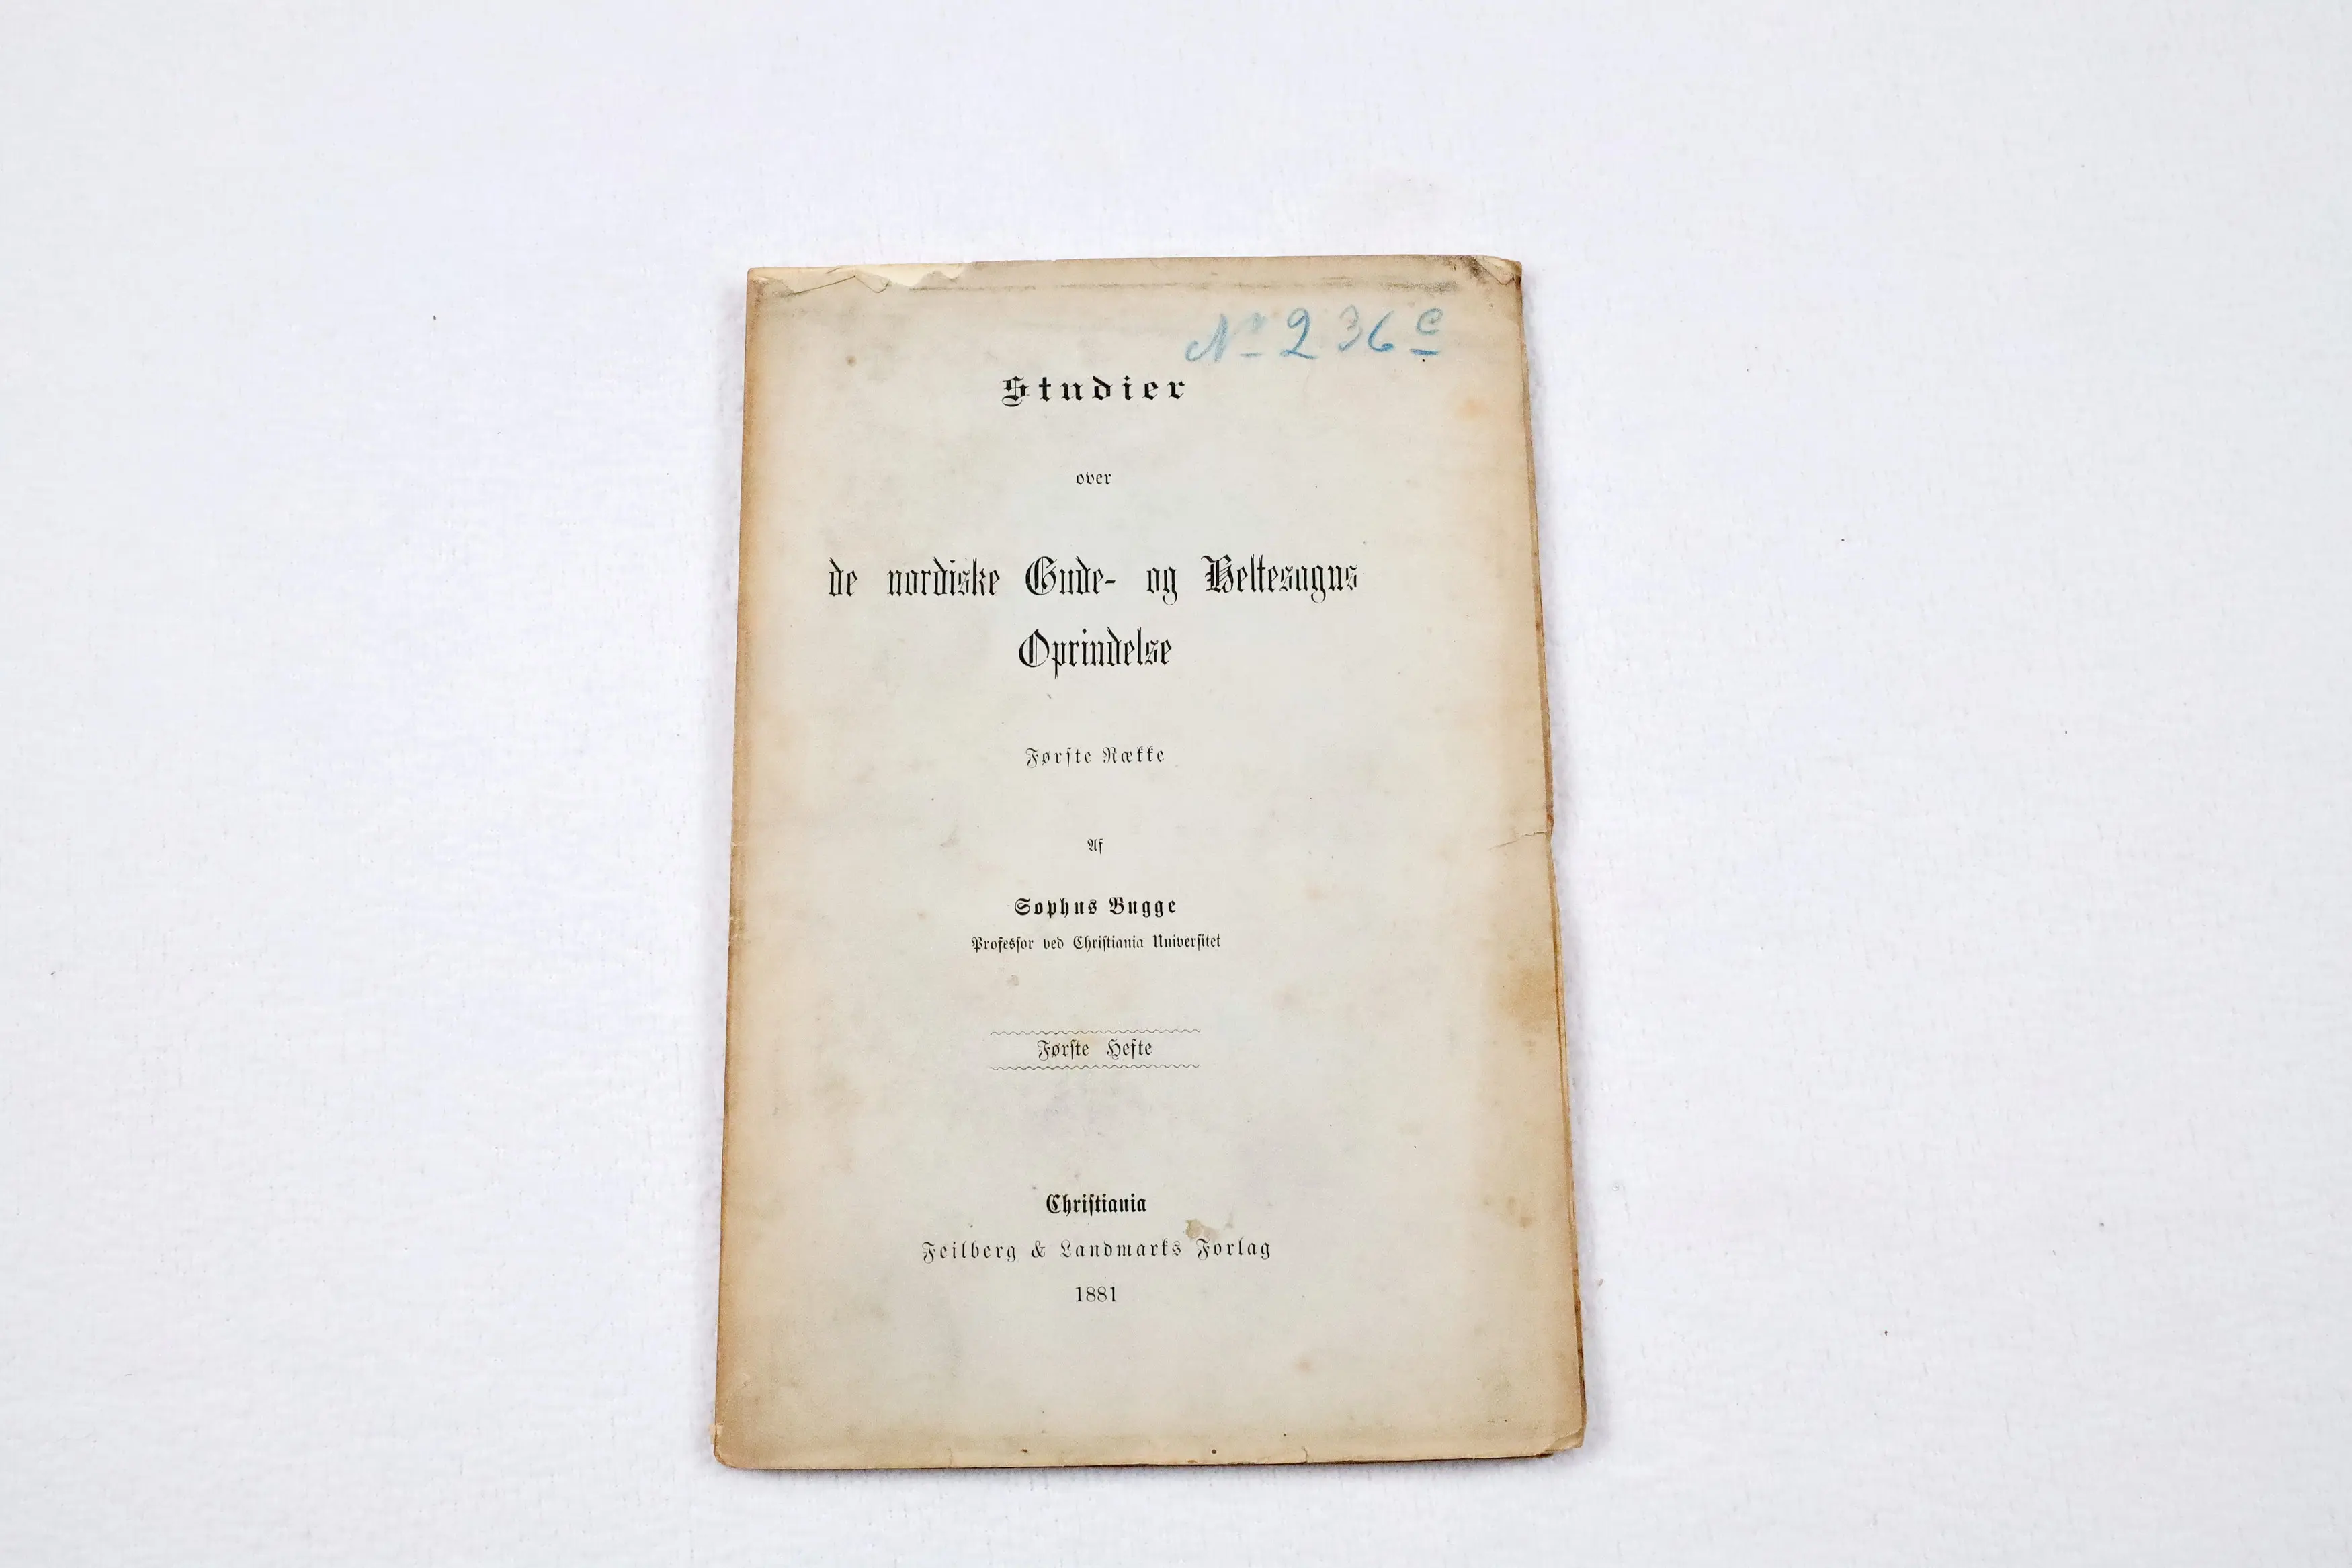 No 236 c
Studier
over
de nordiske Gude- og Heltesagns
Oprindelse
Første Række
Af
Sophus Bugge
Professor ved Christiania Universitet
Første Hefte
Christiania
Feilberg & Landmarks Forlag
1881